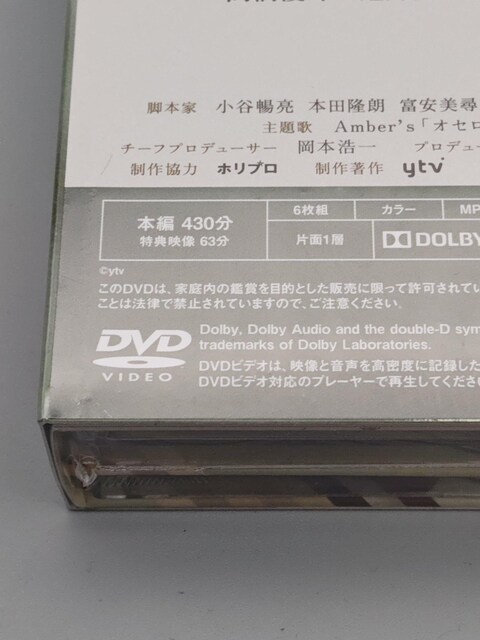 脚本家 小谷暢亮 本田隆朗 富安美尋
主題歌 Amber's「オセロ
チーフプロデューサー 岡本浩一 プロデュー
制作協力 ホリプロ 制作著作 ytv
本編 430分
特典映像 63分
6枚組 カラー MP
片面1層 DOLBY
©ytv
このDVDは、家庭内の鑑賞を目的とした販売に限って許可されてい
ことは法律で禁止されていますので、ご注意ください。
DVD
VIDEO
Dolby, Dolby Audio and the double-D sym
trademarks of Dolby Laboratories.
DVDビデオは、映像と音声を高密度に記録した
DVDビデオ対応のプレーヤーで再生してくださ